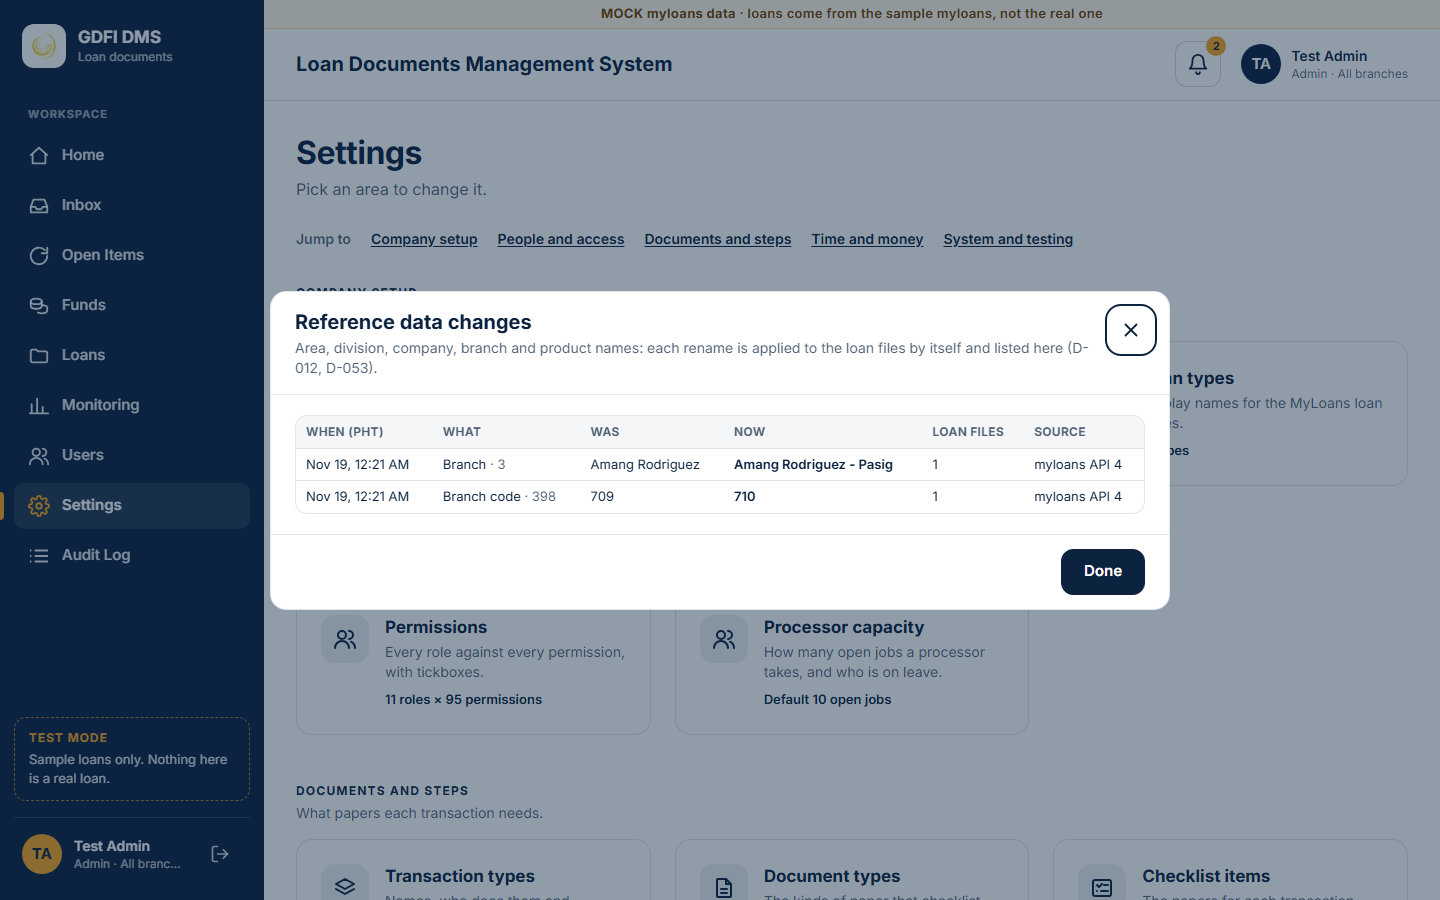 MOCK myloans data · loans come from the sample myloans, not the real one
GDFI DMS
Loan documents
WORKSPACE
Home
Inbox
Open Items
Funds
Loans
Monitoring
Users
Settings
Audit Log
TEST MODE
Sample loans only. Nothing here
is a real loan.
TA
Test Admin
Admin · All branc...
Loan Documents Management System
2
TA
Test Admin
Admin · All branches
Settings
Pick an area to change it.
Jump to Company setup People and access Documents and steps Time and money System and testing
Reference data changes
Area, division, company, branch and product names: each rename is applied to the loan files by itself and listed here (D-
012, D-053).
WHEN (PHT) WHAT WAS NOW LOAN FILES SOURCE
Nov 19, 12:21 AM Branch · 3 Amang Rodriguez Amang Rodriguez - Pasig 1 myloans API 4
Nov 19, 12:21 AM Branch code · 398 709 710 1 myloans API 4
Done
types
names for the MyLoans loan
Permissions
Every role against every permission,
with tickboxes.
11 roles × 95 permissions
Processor capacity
How many open jobs a processor
takes, and who is on leave.
Default 10 open jobs
DOCUMENTS AND STEPS
What papers each transaction needs.
Transaction types
Document types
Checklist items